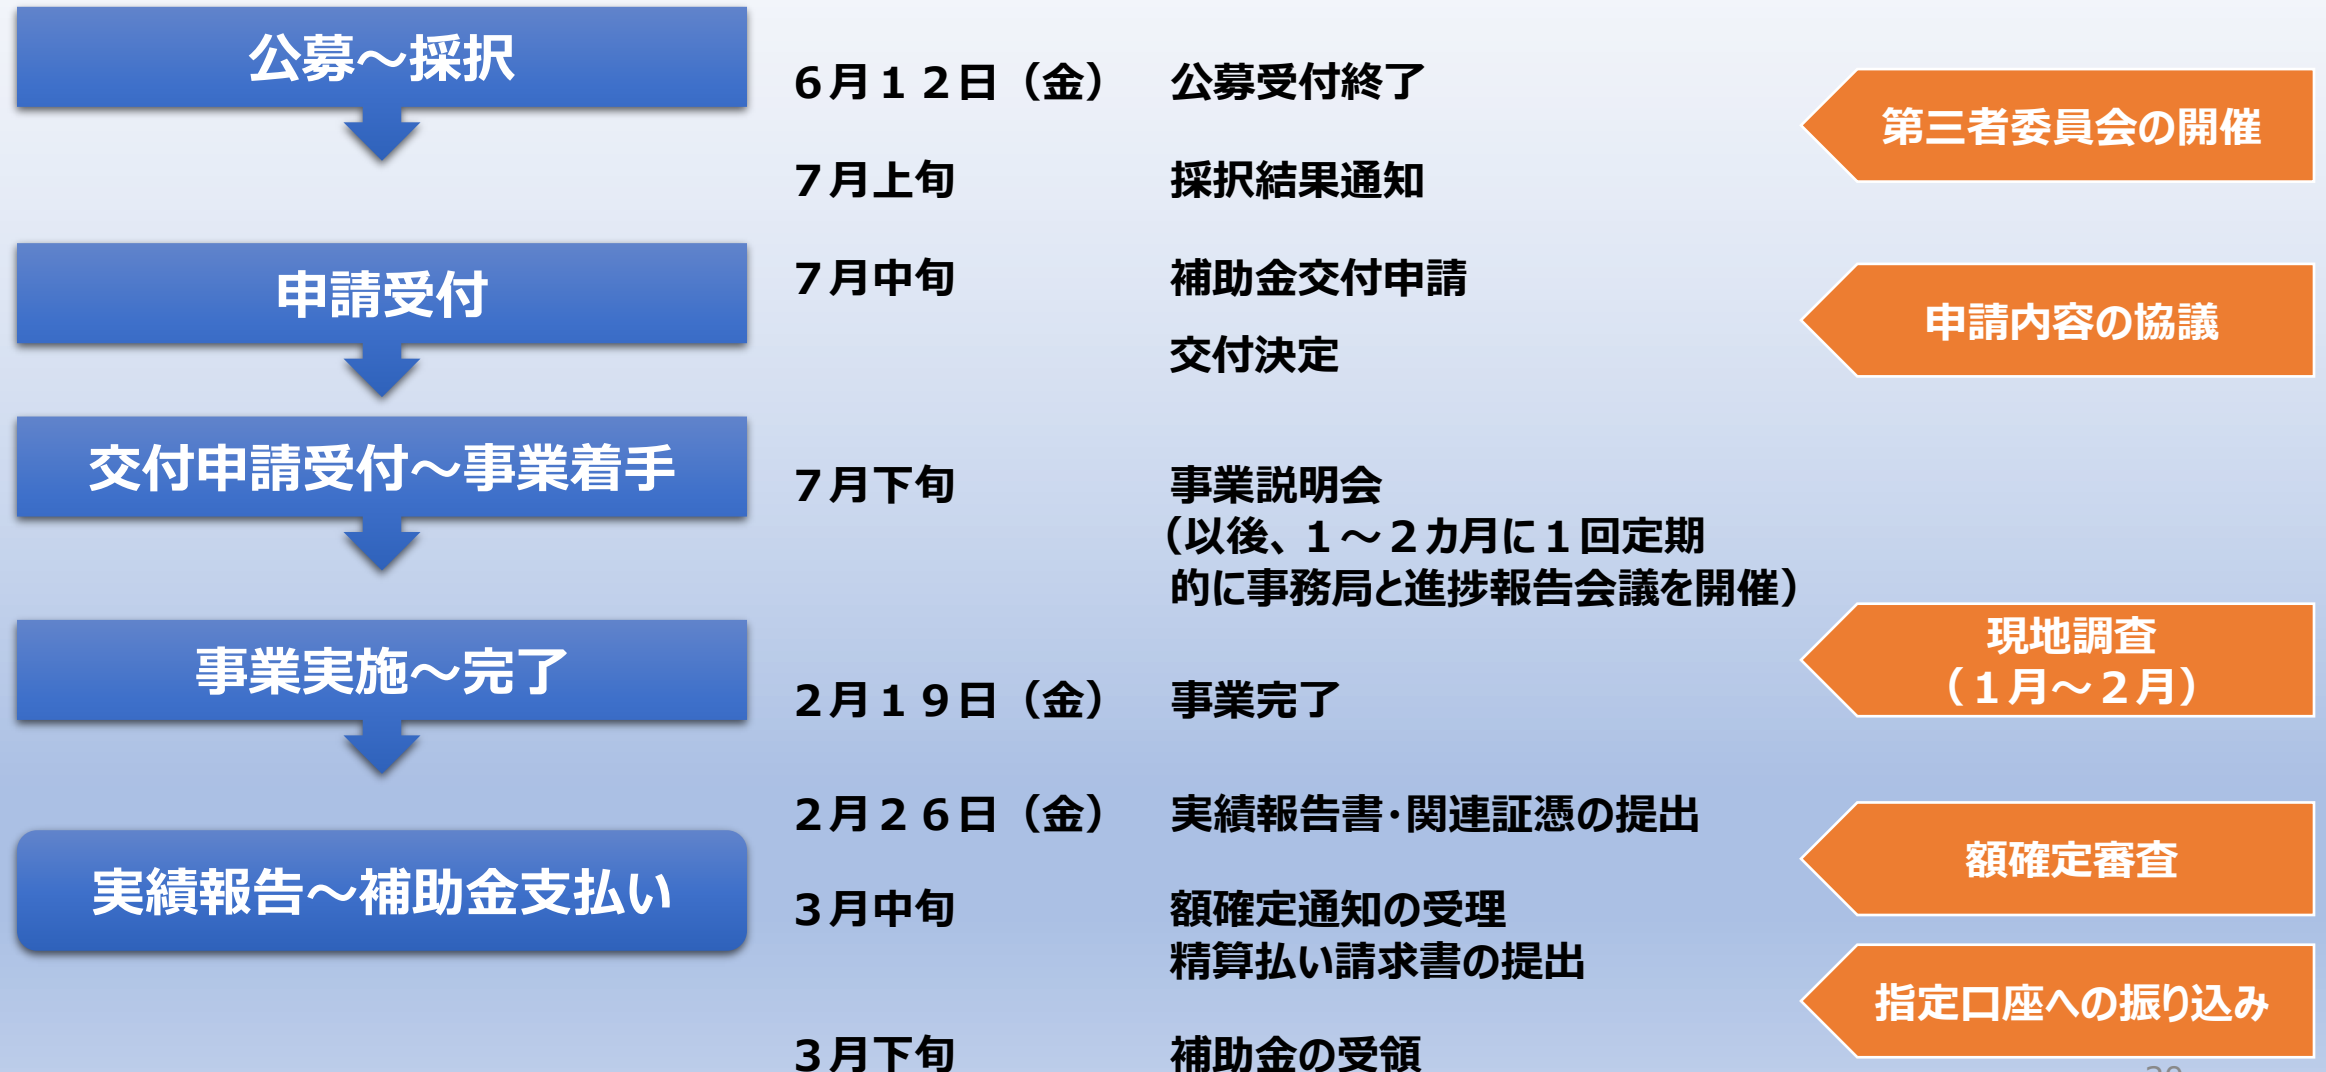 公募～採択
６月１２日（金）　公募受付終了
第三者委員会の開催
７月上旬　採択結果通知
申請受付
７月中旬　補助金交付申請
申請内容の協議
交付決定
交付申請受付～事業着手
７月下旬　事業説明会
（以後、１～２カ月に１回定期
的に事務局と進捗報告会議を開催）
事業実施～完了
現地調査
（１月～２月）
２月１９日（金）　事業完了
２月２６日（金）　実績報告書・関連証憑の提出
額確定審査
実績報告～補助金支払い
３月中旬　額確定通知の受理
精算払い請求書の提出
指定口座への振り込み
３月下旬　補助金の受領